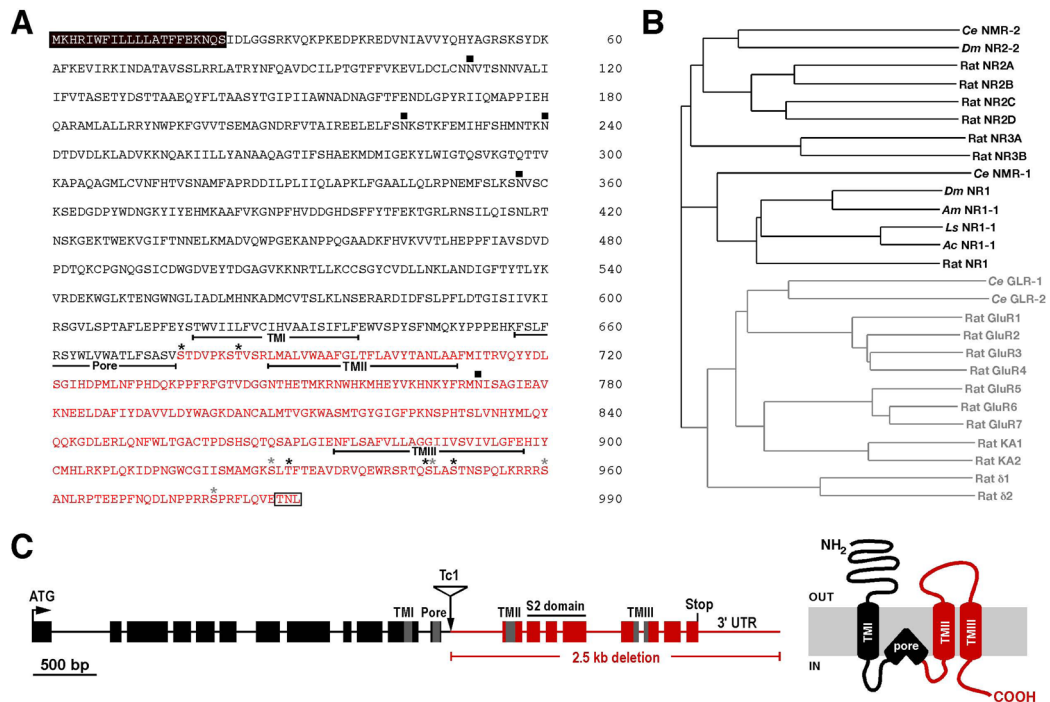 A
MKHRIWFILLLLATFFEKNQSIDLGGSRKVQKPKEDPKREDVNIAVVYQHYAGRSKSYDK 60
AFKEVIRKINDATAVSSLRRLATRYNFQAVDCILPTGTFFVKEVLDCLCNNVTSNNVALI 120
IFVTASETYDSTTAAEQYFLTAASYTGIPIIAWNADNAGFTFENDLGPYRIIQMAPPIEH 180
QARAMLALLRRYNWPKFGVVTSEMAGNDRFVTAIREELELFSNKSTKFEMIHFSHMNTKN 240
DTDVDLKLADVKKNQAKIILLYANAAQAGTIFSHAEKMDMIGEKYLWIGTQSVKGTQTTV 300
KAPAQAGMLCVNFHTVSNAMFAPRDDILPLIIQLAPKLFGAALLQLRPNEMFSLKSNVSC 360
KSEDGDPYWDNGKYIYEHMKAAFVKGNPFHVDDGHDSFFYTFEKTGRLRNSILQISNLRT 420
NSKGEKTWEKVGIFTNNELKMADVQWPGEKANPPQGAADKFHVKVVTLHEPPFIAVSDVD 480
PDTQKCPGNQGSICDWGDVEYTDGAGVKKNRTLLKCCSGYCVDLLNKLANDIGFTYTLYK 540
VRDEKWGLKTENGWNGLIADLMHNKADMCVTSLKLNSERARDIDFSLPFLDTGISIIVKI 600
RSGVLSPTAFLEPFEYSTWVIILFVCIHVAAISIFLFEWVSPYSFNMQKYPPPEHKFSLF 660
TMI
RSYWLVWATLFSASVSTDVPKSTVSRLMALVWAAFGLTFLAVYTANLAAFMITRVQYYDL 720
Pore TMII
SGIHDPMLNFPHDQKPPFRFGTVDGGNTHETMKRNWHKMHEYVKHNKYFRMNISAGIEAV 780
KNEELDAFIYDAVVLDYWAGKDANCALMTVGKWASMTGYGIGFPKNSPHTSLVNHYMLQY 840
QQKGDLERLQNFWLTGACTPDSHSQTQSAPLGIENFLSAFVLLAGGIIVSVIVLGFEHIY 900
TMIII
CMHLRKPLQKIDPNGWCGIISMAMGKSLTFTEAVDRVQEWRSRTQSLASTNSPQLKRRRS 960
ANLRPTEEPFNQDLNPPRRSPRFLQVETNL 990
B
Ce NMR-2
Dm NR2-2
Rat NR2A
Rat NR2B
Rat NR2C
Rat NR2D
Rat NR3A
Rat NR3B
Ce NMR-1
Dm NR1
Am NR1-1
Ls NR1-1
Ac NR1-1
Rat NR1
Ce GLR-1
Ce GLR-2
Rat GluR1
Rat GluR2
Rat GluR3
Rat GluR4
Rat GluR5
Rat GluR6
Rat GluR7
Rat KA1
Rat KA2
Rat δ1
Rat δ2
C
ATG
Tc1
TMI Pore TMII S2 domain TMIII Stop
3' UTR
500 bp
2.5 kb deletion
NH2
OUT
TMI TMII TMIII
pore
IN
COOH